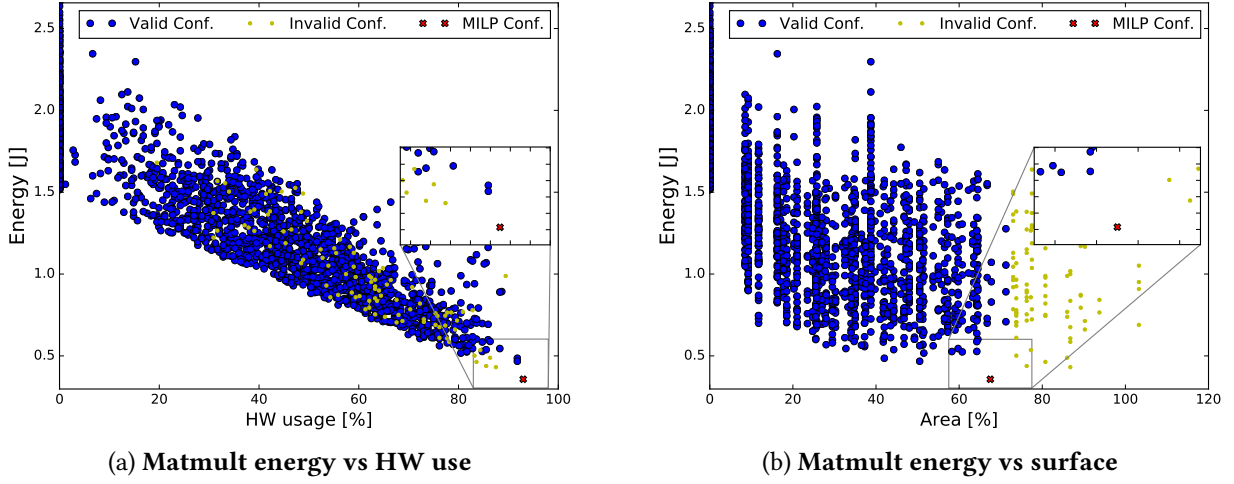 Valid Conf. Invalid Conf. MILP Conf.
2.5
2.0
1.5
1.0
0.5
Energy [J]
0 20 40 60 80 100
HW usage [%]
(a) Matmult energy vs HW use
Valid Conf. Invalid Conf. MILP Conf.
2.5
2.0
1.5
1.0
0.5
Energy [J]
0 20 40 60 80 100 120
Area [%]
(b) Matmult energy vs surface